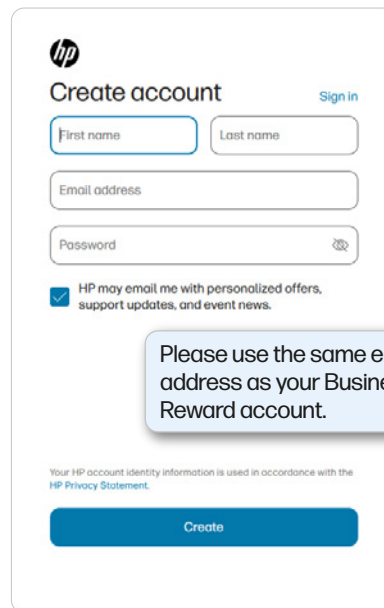 hp
Create account
Sign in
First name
Last name
Email address
Password
HP may email me with personalized offers,
support updates, and event news.
Please use the same
address as your
Reward account.
Your HP account identity information is used in accordance with the
HP Privacy Statement.
Create